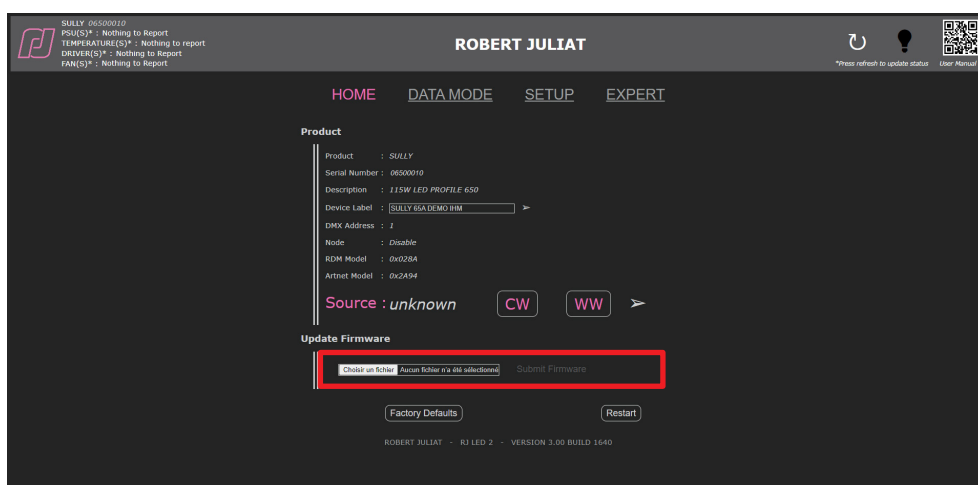 SULLY 06500010
PSU(S)* : Nothing to Report
TEMPERATURE(S)* : Nothing to report
DRIVER(S)* : Nothing to Report
FAN(S)* : Nothing to Report
ROBERT JULIAT
*Press refresh to update status
User Manual
HOME DATA MODE SETUP EXPERT
Product
Product : SULLY
Serial Number : 06500010
Description : 115W LED PROFILE 650
Device Label : SULLY 65A DEMO IHM ➢
DMX Address : 1
Node : Disable
RDM Model : 0x028A
Artnet Model : 0x2A94
Source : unknown CW WW ➢
Update Firmware
Choisir un fichier Aucun fichier n'a été sélectionné Submit Firmware
Factory Defaults Restart
ROBERT JULIAT - RJ LED 2 - VERSION 3.00 BUILD 1640